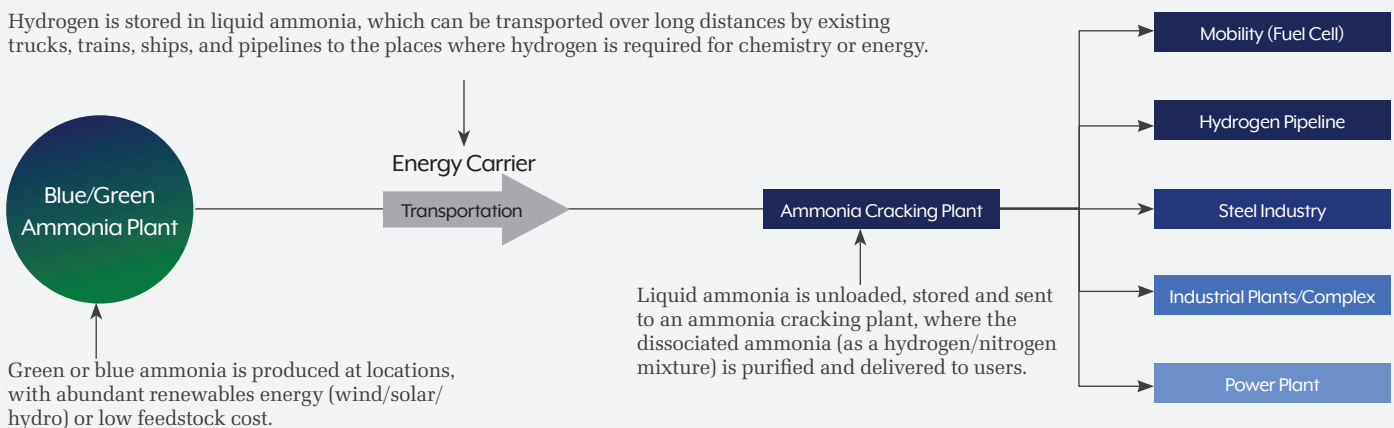 Hydrogen is stored in liquid ammonia, which can be transported over long distances by existing
trucks, trains, ships, and pipelines to the places where hydrogen is required for chemistry or energy.
Energy Carrier
Blue/Green
Ammonia Plant
Transportation
Ammonia Cracking Plant
Mobility (Fuel Cell)
Hydrogen Pipeline
Steel Industry
Industrial Plants/Complex
Power Plant
Green or blue ammonia is produced at locations,
with abundant renewables energy (wind/solar/
hydro) or low feedstock cost.
Liquid ammonia is unloaded, stored and sent
to an ammonia cracking plant, where the
dissociated ammonia (as a hydrogen/nitrogen
mixture) is purified and delivered to users.